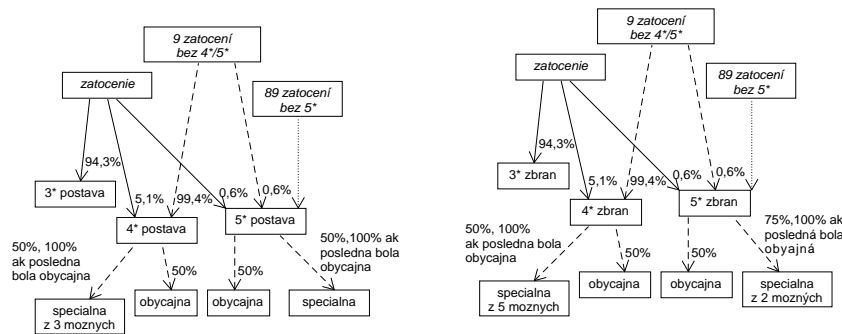 9 zatocení
bez 4*/5*
zatocenie
89 zatocení
bez 5*
94,3%
3* postava
5,1%
99,4%
0,6%
0,6%
4* postava
5* postava
50%, 100%
ak posledna
bola obycajna
50%
50%
50%,100% ak
posledna bola
obycajna
specialna
z 3 moznych
obycajna
obycajna
specialna
9 zatocení
bez 4*/5*
zatocenie
89 zatocení
bez 5*
94,3%
3* zbran
5,1%
99,4%
0,6%
0,6%
4* zbran
5* zbran
50%, 100%
ak posledna bola
obycajna
50%
50%
75%,100% ak
posledná bola
obyajná
specialna
z 5 mozných
obycajna
obycajna
specialna
z 2 mozných